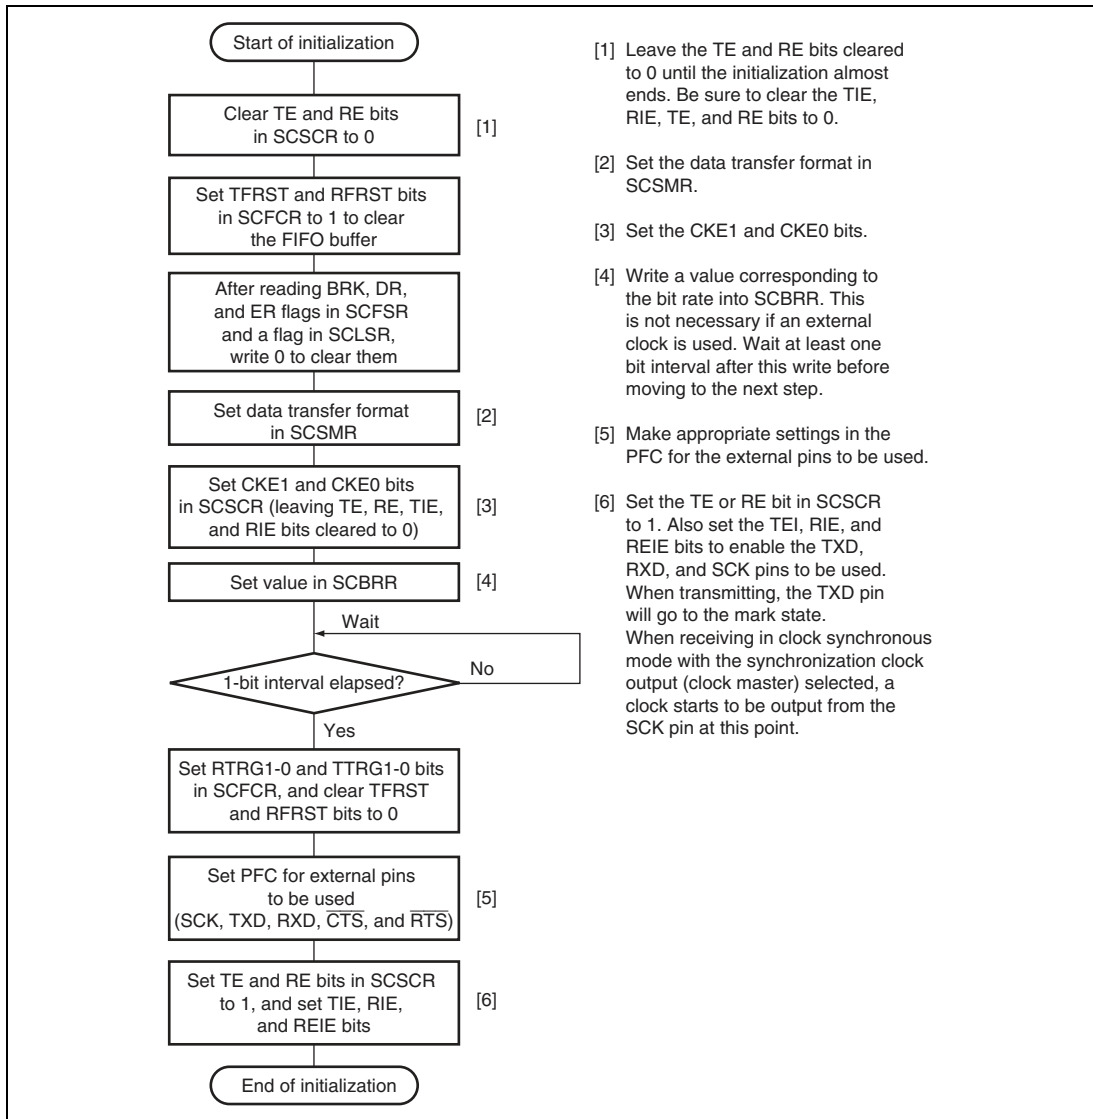 Start of initialization
Clear TE and RE bits
in SCSCR to 0
[1]
Set TFRST and RFRST bits
in SCFCR to 1 to clear
the FIFO buffer
After reading BRK, DR,
and ER flags in SCFSR
and a flag in SCLSR,
write 0 to clear them
Set data transfer format
in SCSMR
[2]
Set CKE1 and CKE0 bits
in SCSCR (leaving TE, RE, TIE,
and RIE bits cleared to 0)
[3]
Set value in SCBRR
[4]
Wait
1-bit interval elapsed?
No
Yes
Set RTRG1-0 and TTRG1-0 bits
in SCFCR, and clear TFRST
and RFRST bits to 0
Set PFC for external pins
to be used
(SCK, TXD, RXD, C̅T̅S̅, and R̅T̅S̅)
[5]
Set TE and RE bits in SCSCR
to 1, and set TIE, RIE,
and REIE bits
[6]
End of initialization
[1] Leave the TE and RE bits cleared
to 0 until the initialization almost
ends. Be sure to clear the TIE,
RIE, TE, and RE bits to 0.
[2] Set the data transfer format in
SCSMR.
[3] Set the CKE1 and CKE0 bits.
[4] Write a value corresponding to
the bit rate into SCBRR. This
is not necessary if an external
clock is used. Wait at least one
bit interval after this write before
moving to the next step.
[5] Make appropriate settings in the
PFC for the external pins to be used.
[6] Set the TE or RE bit in SCSCR
to 1. Also set the TEI, RIE, and
REIE bits to enable the TXD,
RXD, and SCK pins to be used.
When transmitting, the TXD pin
will go to the mark state.
When receiving in clock synchronous
mode with the synchronization clock
output (clock master) selected, a
clock starts to be output from the
SCK pin at this point.